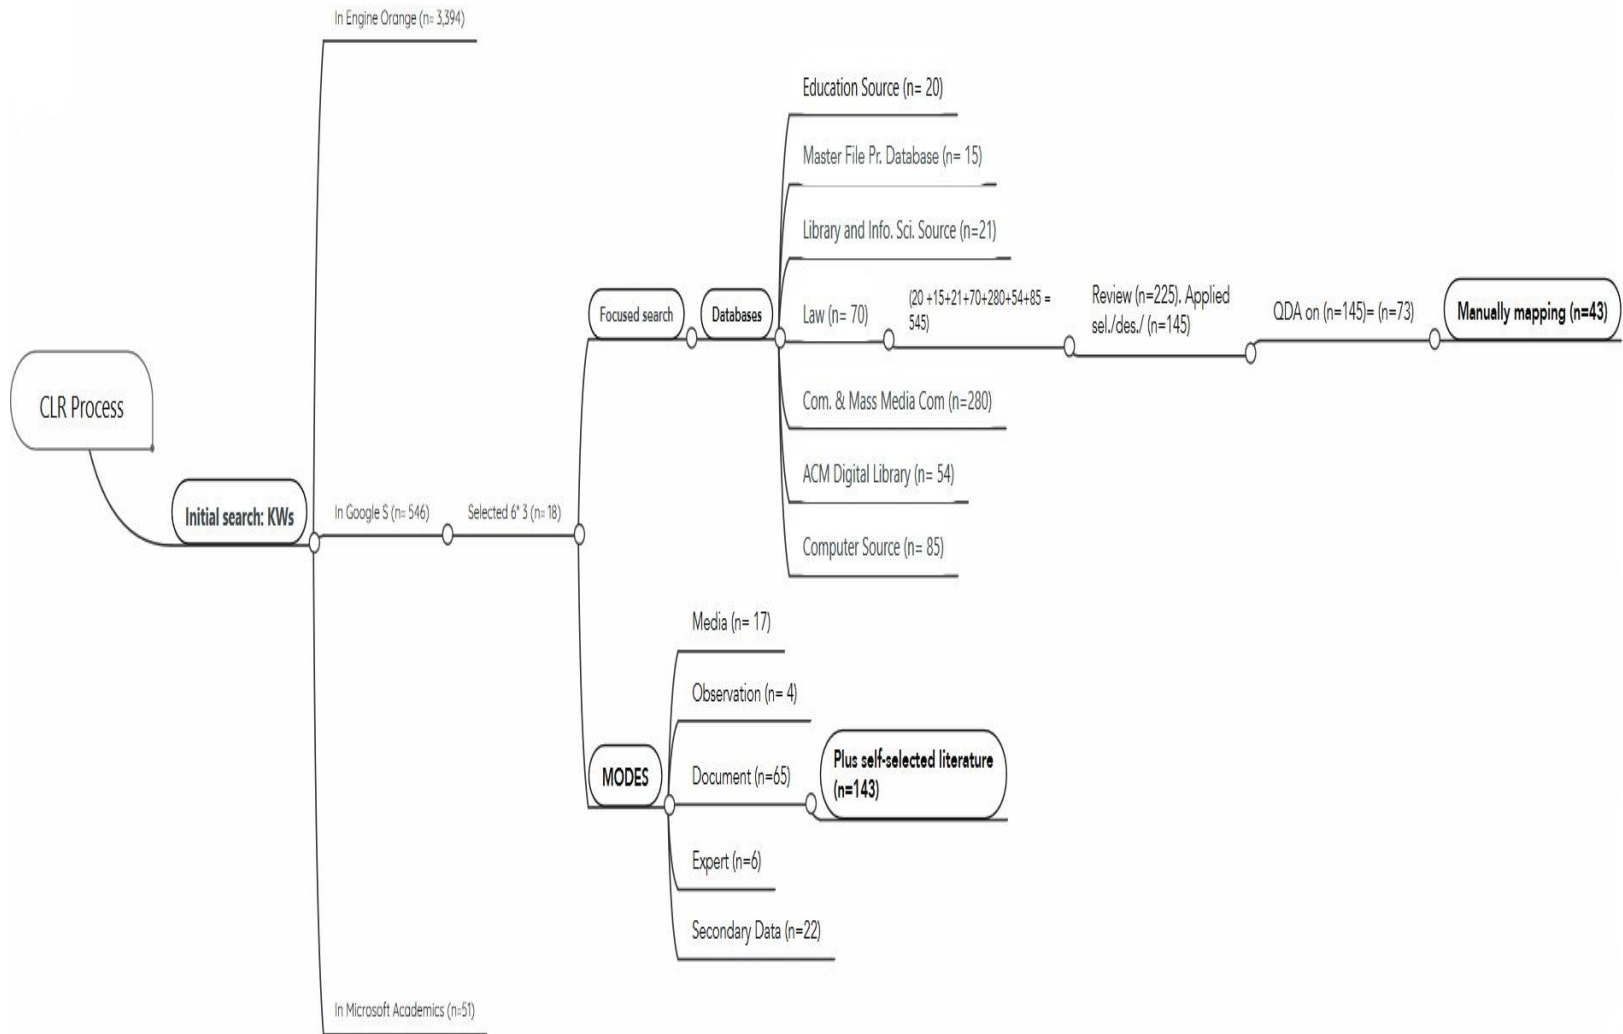 In Engine Orange (n= 3,394)
Education Source (n= 20)
Master File Pr. Database (n= 15)
Library and Info. Sci. Source (n=21)
Focused search
Databases
Law (n= 70)
(20 +15+21+70+280+54+85 =
545)
Review (n=225). Applied
sel./des./ (n=145)
QDA on (n=145)= (n=73)
Manually mapping (n=43)
CLR Process
Com. & Mass Media Com (n=280)
ACM Digital Library (n= 54)
Initial search: KWs
In Google S (n= 546)
Selected 6* 3 (n= 18)
Computer Source (n= 85)
Media (n= 17)
Observation (n= 4)
MODES
Document (n=65)
Plus self-selected literature
(n=143)
Expert (n=6)
Secondary Data (n=22)
In Microsoft Academics (n=51)